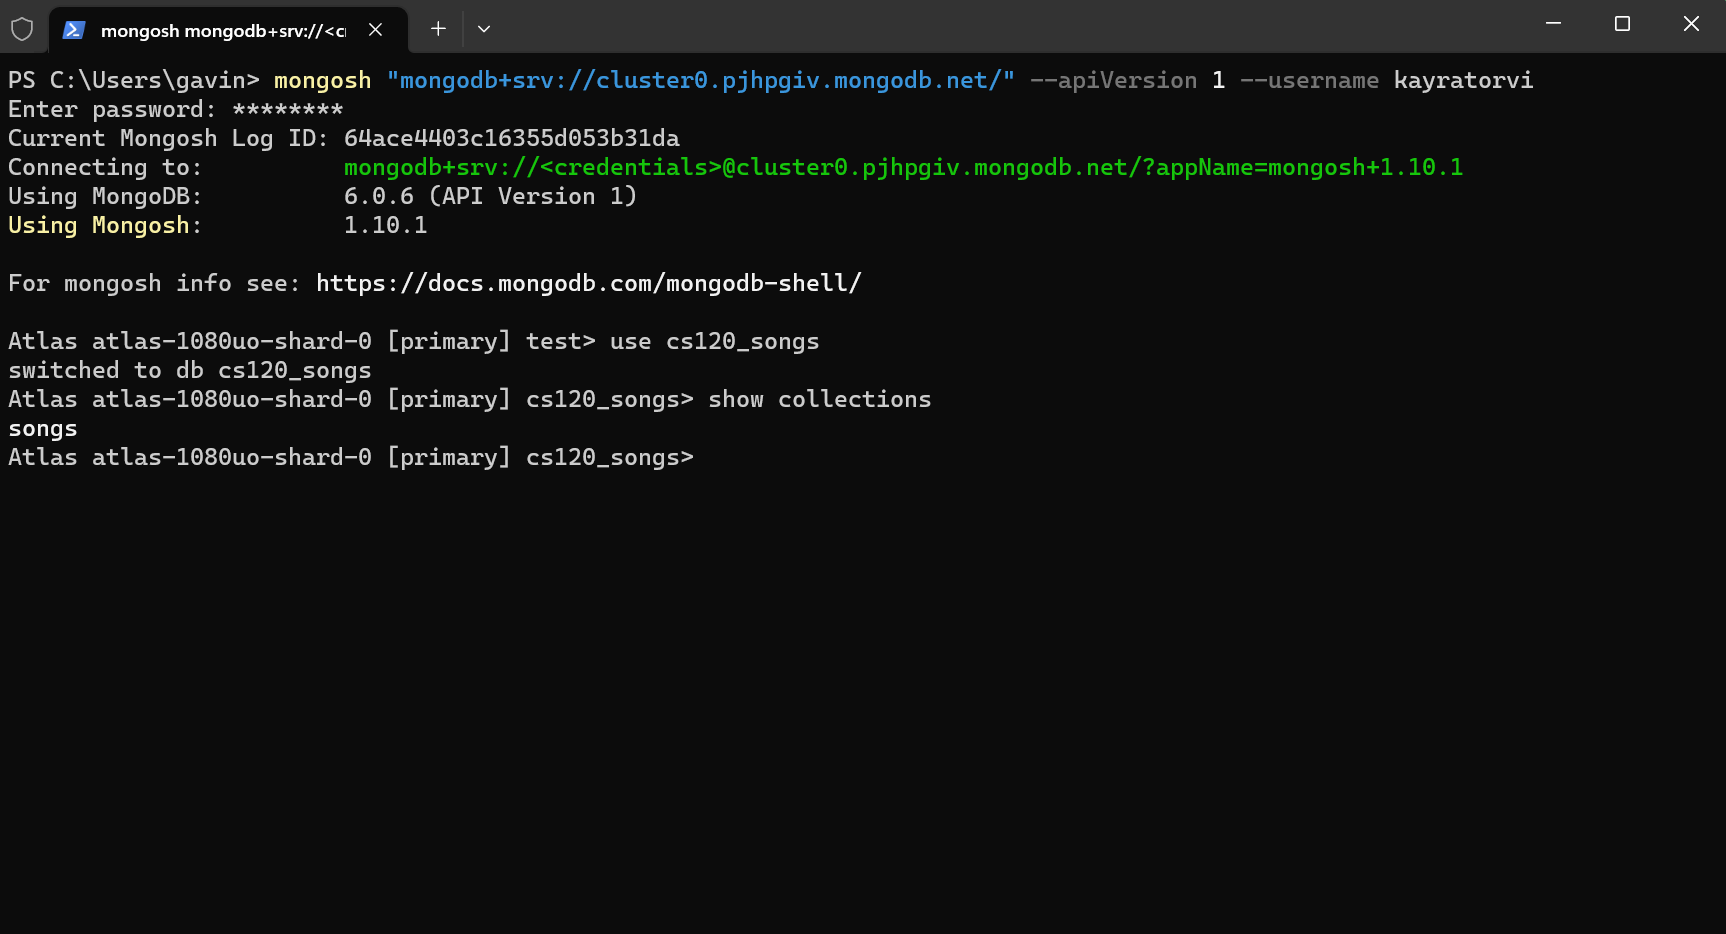 mongosh mongodb+srv://<c
PS C:\Users\gavin> mongosh "mongodb+srv://cluster0.pjhpgiv.mongodb.net/" --apiVersion 1 --username kayratorvi
Enter password: ********
Current Mongosh Log ID: 64ace4403c16355d053b31da
Connecting to: mongodb+srv://<credentials>@cluster0.pjhpgiv.mongodb.net/?appName=mongosh+1.10.1
Using MongoDB: 6.0.6 (API Version 1)
Using Mongosh: 1.10.1
For mongosh info see: https://docs.mongodb.com/mongodb-shell/
Atlas atlas-1080uo-shard-0 [primary] test> use cs120_songs
switched to db cs120_songs
Atlas atlas-1080uo-shard-0 [primary] cs120_songs> show collections
songs
Atlas atlas-1080uo-shard-0 [primary] cs120_songs>